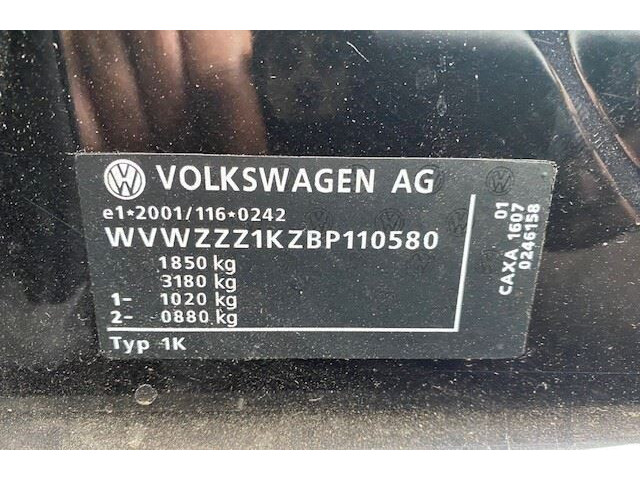 VOLKSWAGEN AG
e1*2001/116*0242
WVWZZZ1KZBP110580
1850 kg
3180 kg
1- 1020 kg
2- 0880 kg
Typ 1K
01
CAXA 1607
0246158